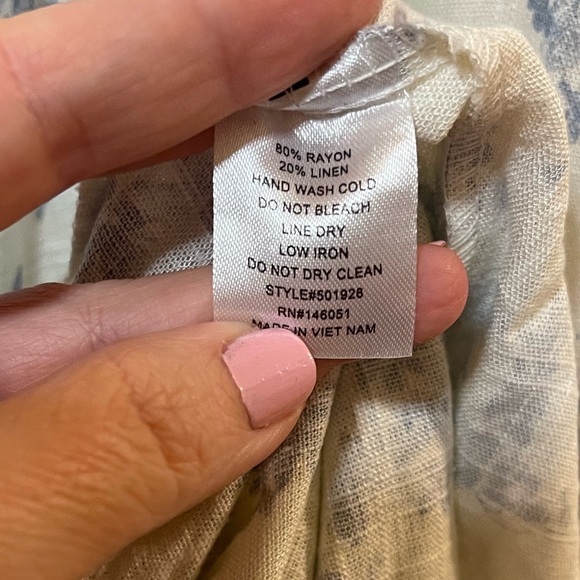 80% RAYON
20% LINEN
HAND WASH COLD
DO NOT BLEACH
LINE DRY
LOW IRON
DO NOT DRY CLEAN
STYLE#501928
RN#146051
MADE IN VIET NAM